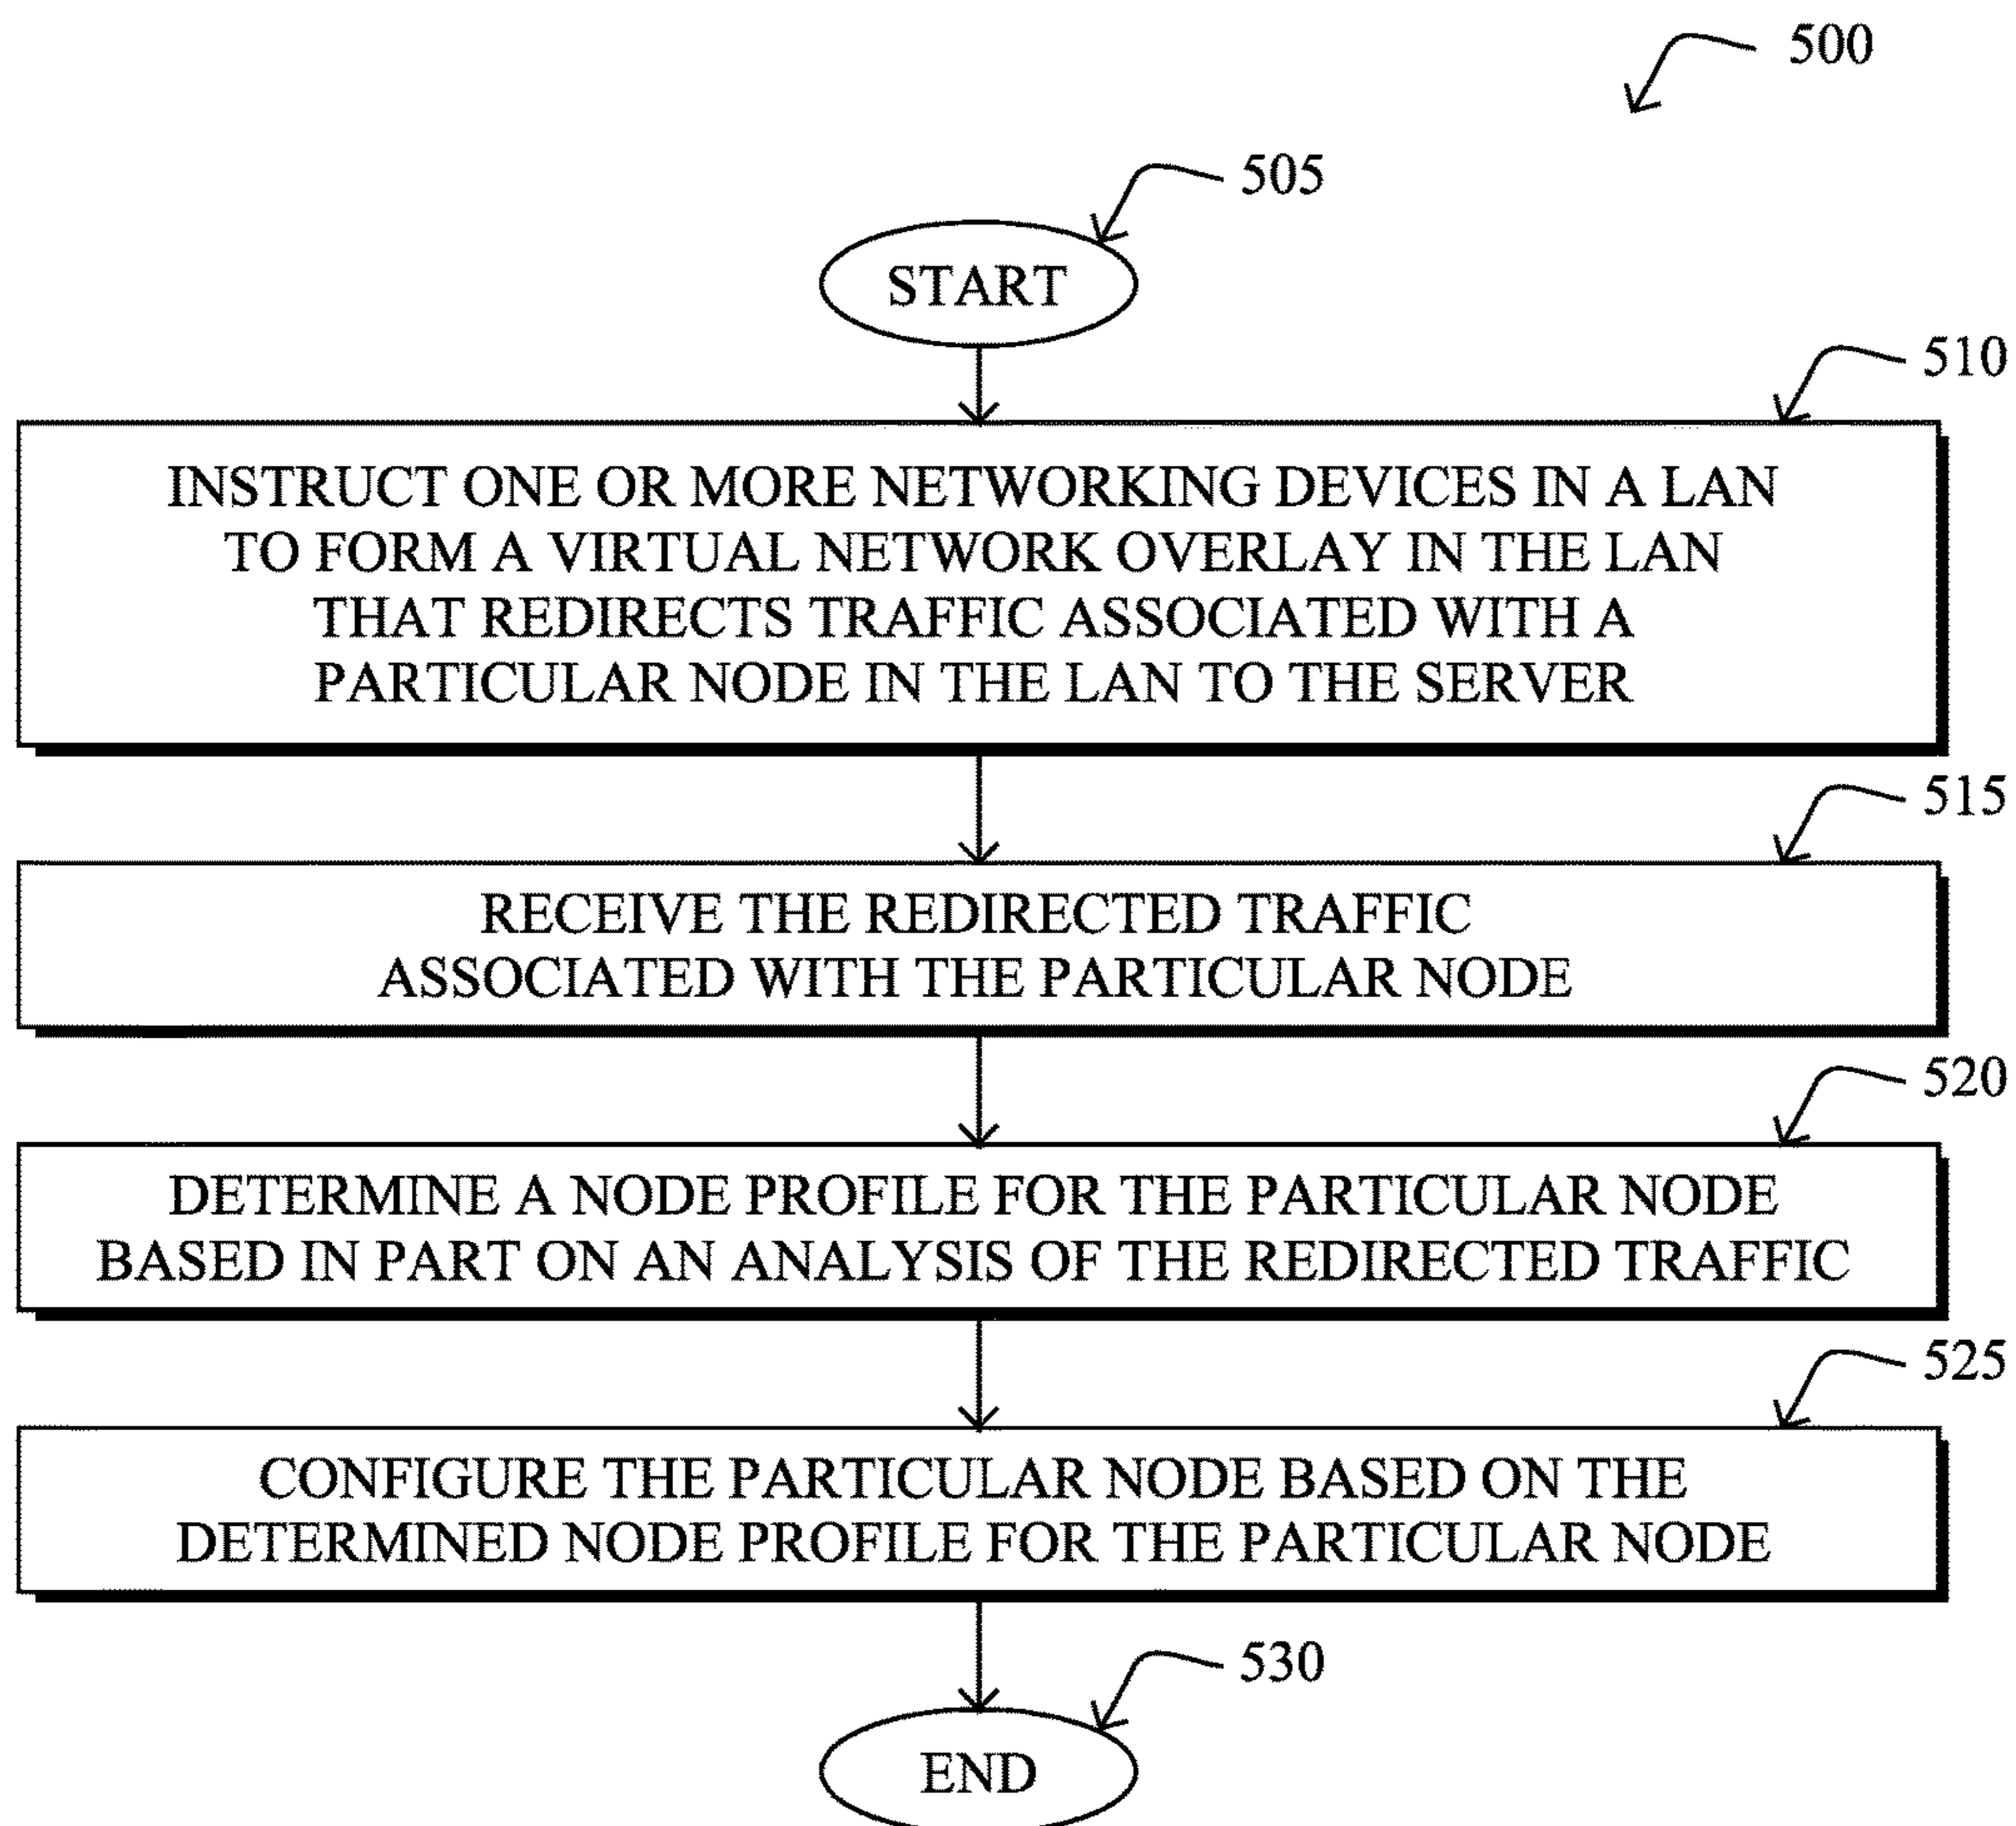 500
505
START
510
INSTRUCT ONE OR MORE NETWORKING DEVICES IN A LAN
TO FORM A VIRTUAL NETWORK OVERLAY IN THE LAN
THAT REDIRECTS TRAFFIC ASSOCIATED WITH A
PARTICULAR NODE IN THE LAN TO THE SERVER
515
RECEIVE THE REDIRECTED TRAFFIC
ASSOCIATED WITH THE PARTICULAR NODE
520
DETERMINE A NODE PROFILE FOR THE PARTICULAR NODE
BASED IN PART ON AN ANALYSIS OF THE REDIRECTED TRAFFIC
525
CONFIGURE THE PARTICULAR NODE BASED ON THE
DETERMINED NODE PROFILE FOR THE PARTICULAR NODE
530
END